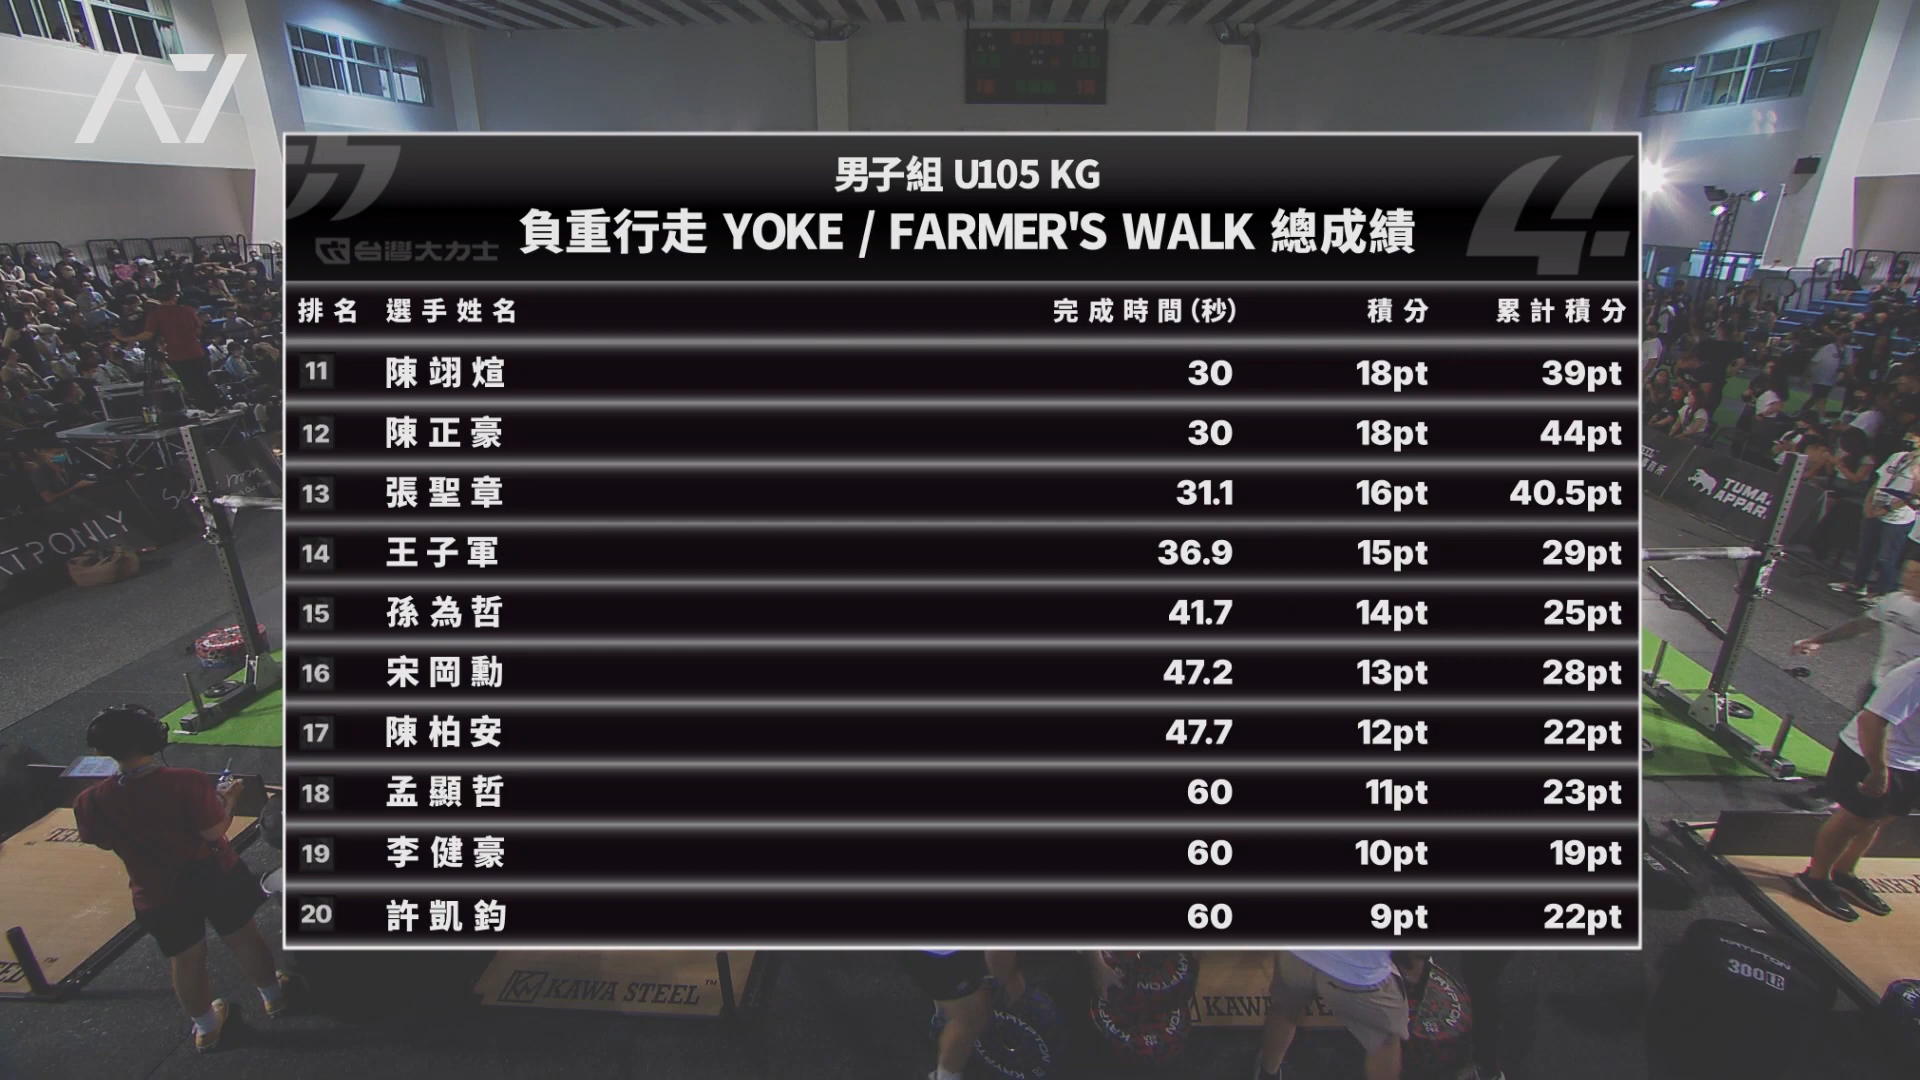 男子組 U105 KG
負重行走 YOKE / FARMER'S WALK 總成績
台灣大力士
排名 選手姓名 完成時間(秒) 積分 累計積分
11 陳翊煊 30 18pt 39pt
12 陳正豪 30 18pt 44pt
13 張聖章 31.1 16pt 40.5pt
14 王子軍 36.9 15pt 29pt
15 孫為哲 41.7 14pt 25pt
16 宋岡勳 47.2 13pt 28pt
17 陳柏安 47.7 12pt 22pt
18 孟顯哲 60 11pt 23pt
19 李健豪 60 10pt 19pt
20 許凱鈞 60 9pt 22pt
KAWA STEEL™
KRYPTON
300LB